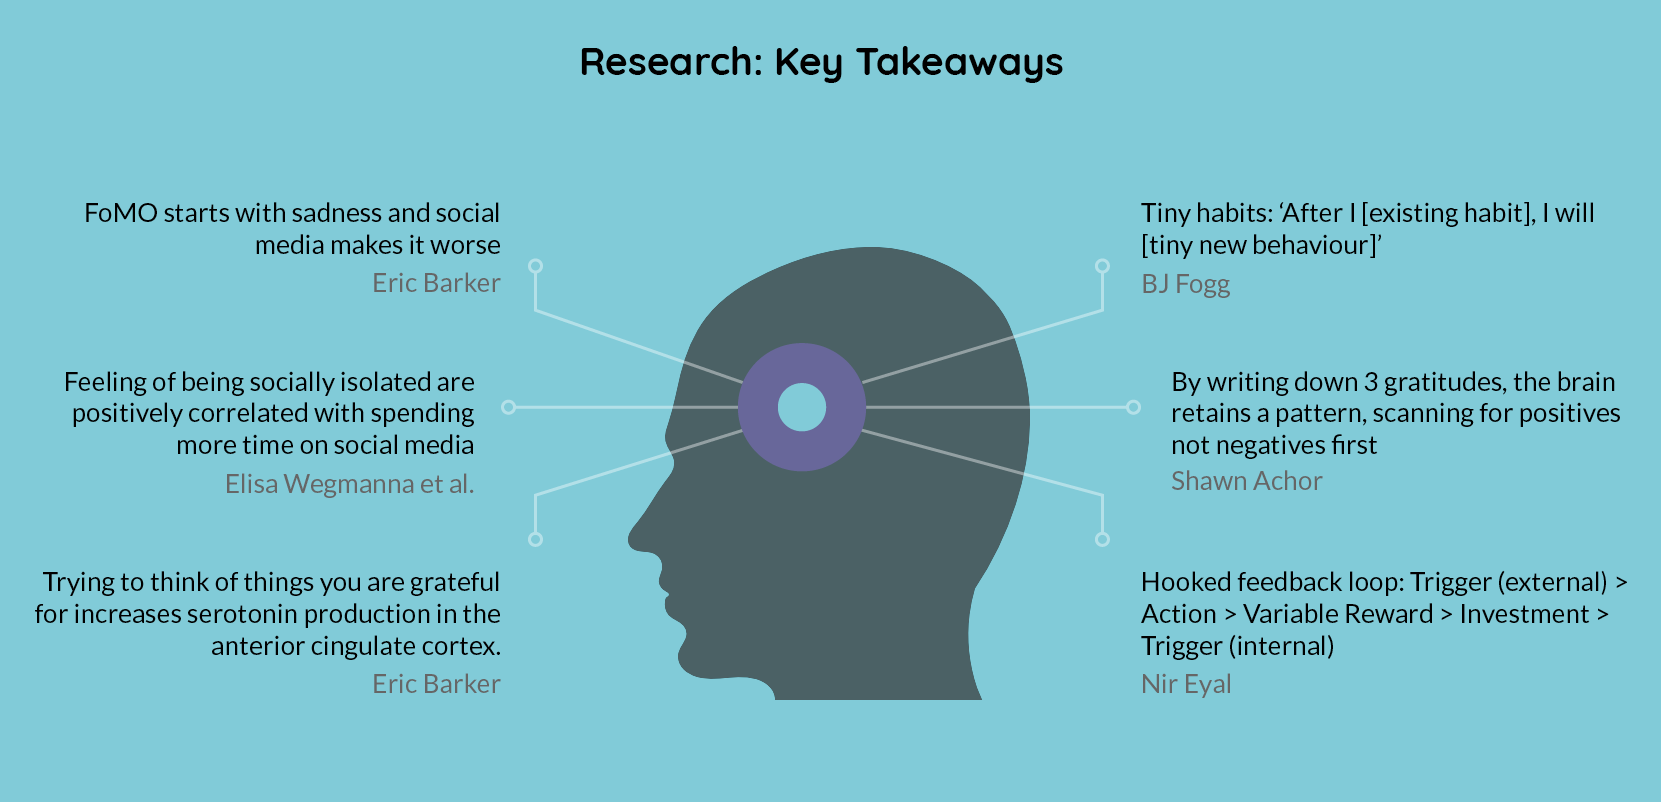 Research: Key Takeaways
FoMO starts with sadness and social
media makes it worse
Eric Barker
Feeling of being socially isolated are
positively correlated with spending
more time on social media
Elisa Wegmanna et al.
Trying to think of things you are grateful
for increases serotonin production in the
anterior cingulate cortex.
Eric Barker
Tiny habits: ‘After I [existing habit], I will
[tiny new behaviour]’
BJ Fogg
By writing down 3 gratitudes, the brain
retains a pattern, scanning for positives
not negatives first
Shawn Achor
Hooked feedback loop: Trigger (external) >
Action > Variable Reward > Investment >
Trigger (internal)
Nir Eyal